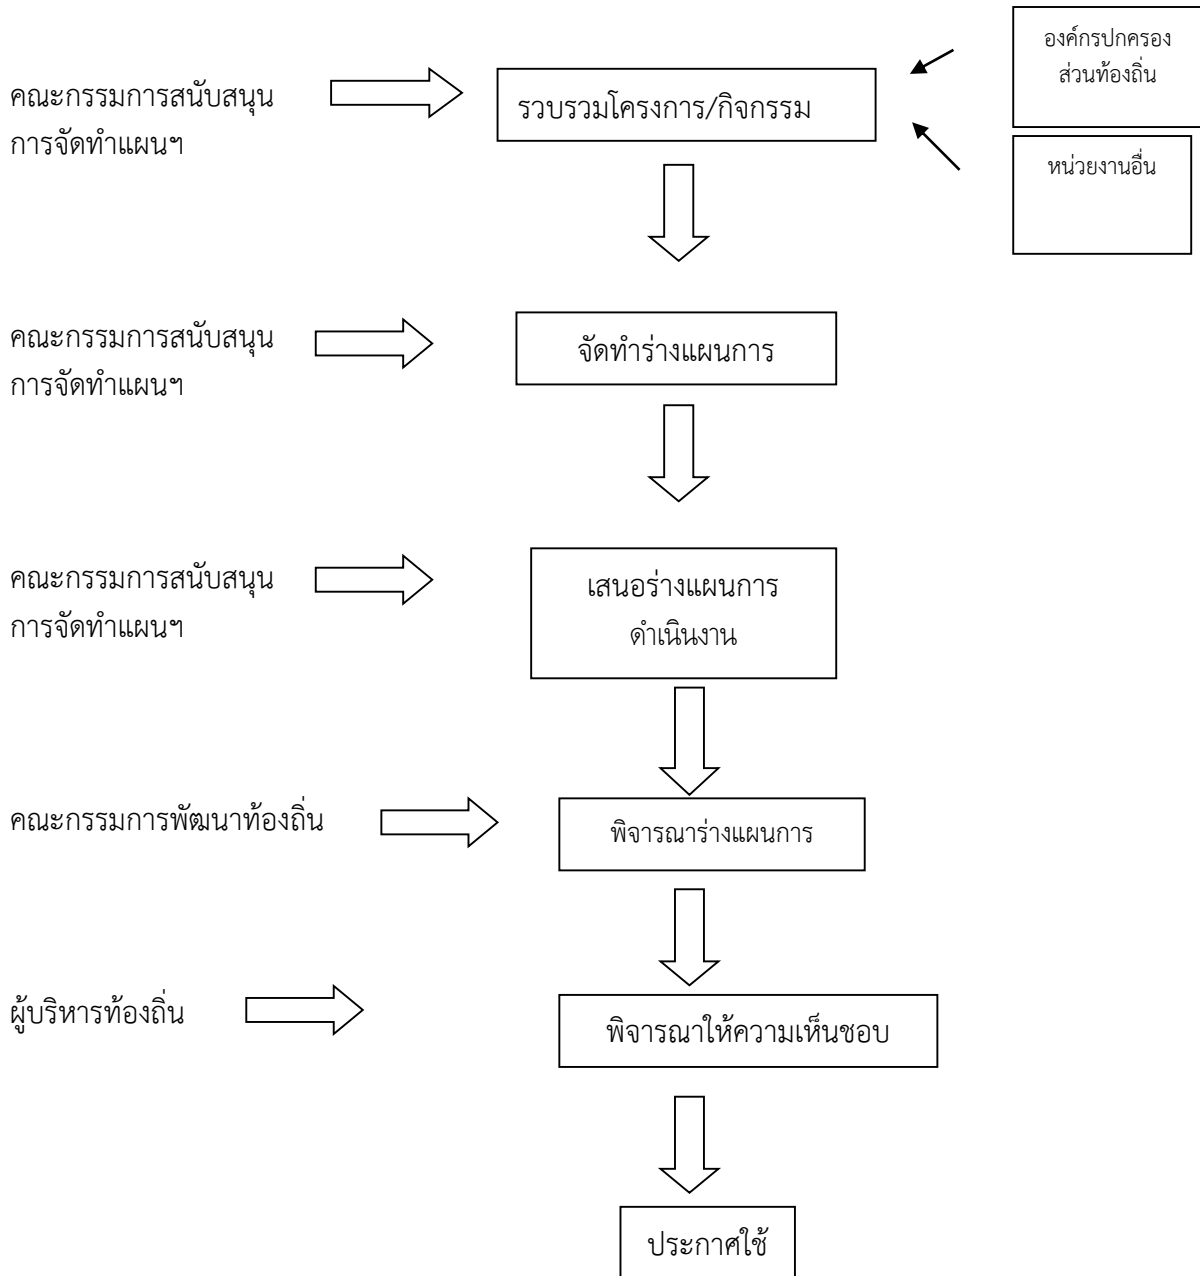 องค์กรปกครอง
ส่วนท้องถิ่น
คณะกรรมการสนับสนุน
การจัดทำแผนฯ
รวบรวมโครงการ/กิจกรรม
หน่วยงานอื่น
คณะกรรมการสนับสนุน
การจัดทำแผนฯ
จัดทำร่างแผนการ
คณะกรรมการสนับสนุน
การจัดทำแผนฯ
เสนอร่างแผนการ
ดำเนินงาน
คณะกรรมการพัฒนาท้องถิ่น
พิจารณาร่างแผนการ
ผู้บริหารท้องถิ่น
พิจารณาให้ความเห็นชอบ
ประกาศใช้